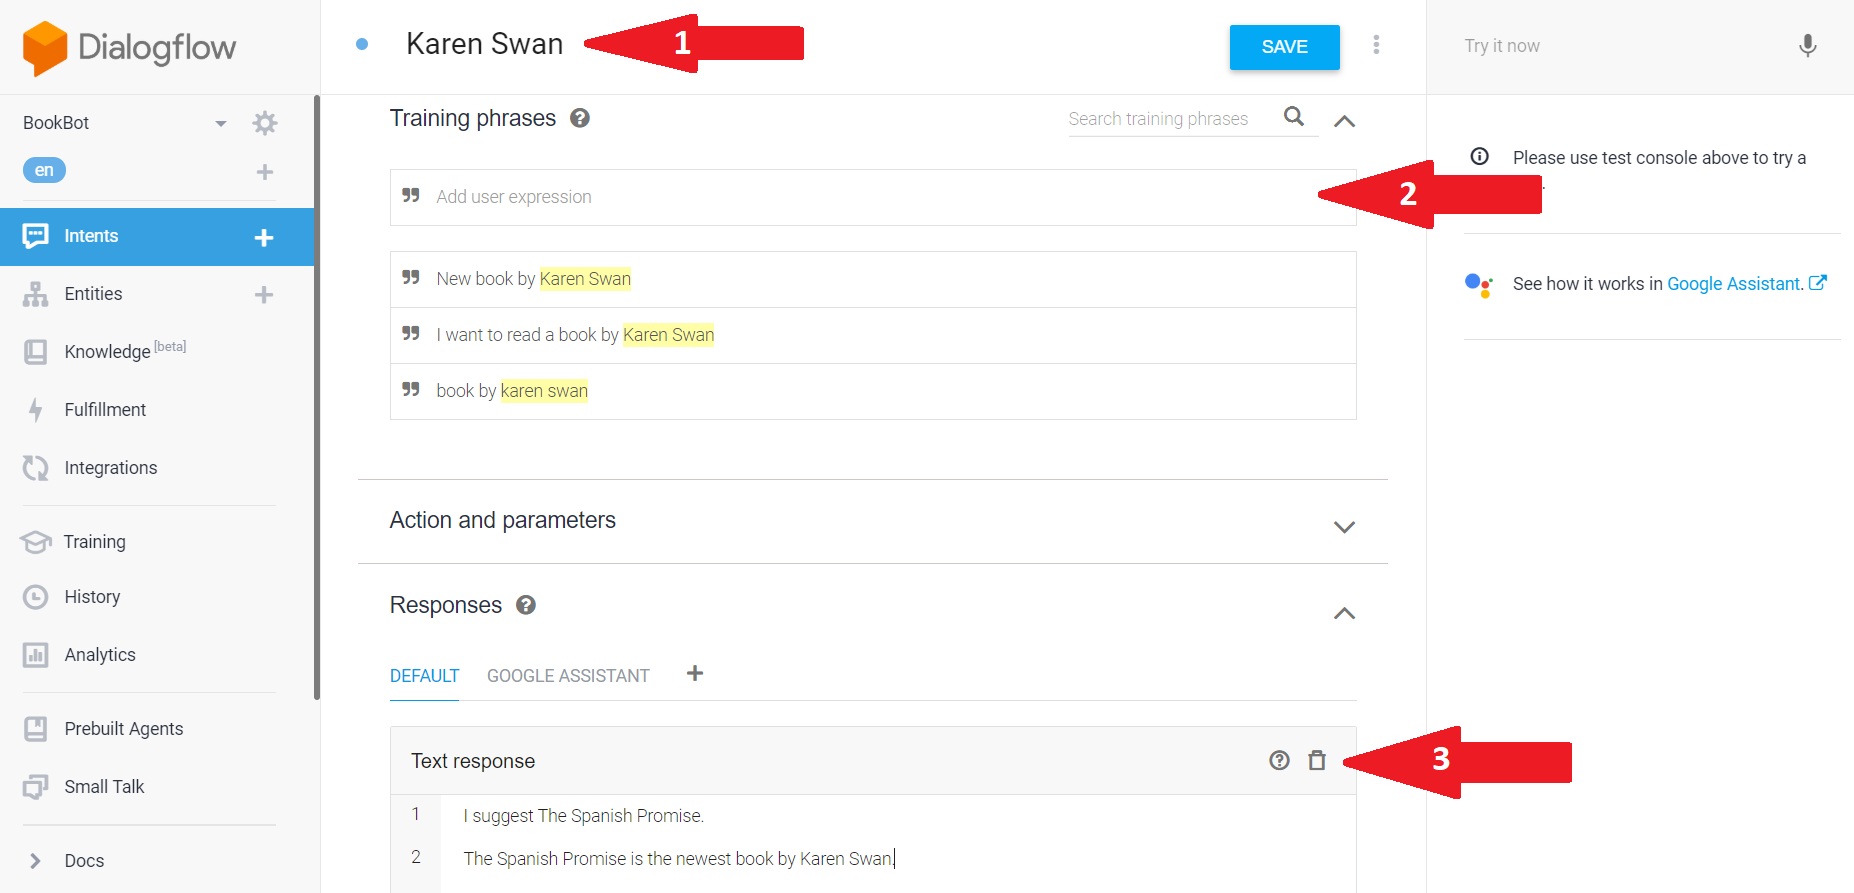 Dialogflow
BookBot
en
Intents
Entities
Knowledge [beta]
Fulfillment
Integrations
Training
History
Analytics
Prebuilt Agents
Small Talk
Docs
Karen Swan
1
SAVE
Training phrases
Search training phrases
Add user expression
2
New book by Karen Swan
I want to read a book by Karen Swan
book by karen swan
Action and parameters
Responses
DEFAULT GOOGLE ASSISTANT
Text response
3
1 I suggest The Spanish Promise.
2 The Spanish Promise is the newest book by Karen Swan.
Try it now
Please use test console above to try a
.
See how it works in Google Assistant.